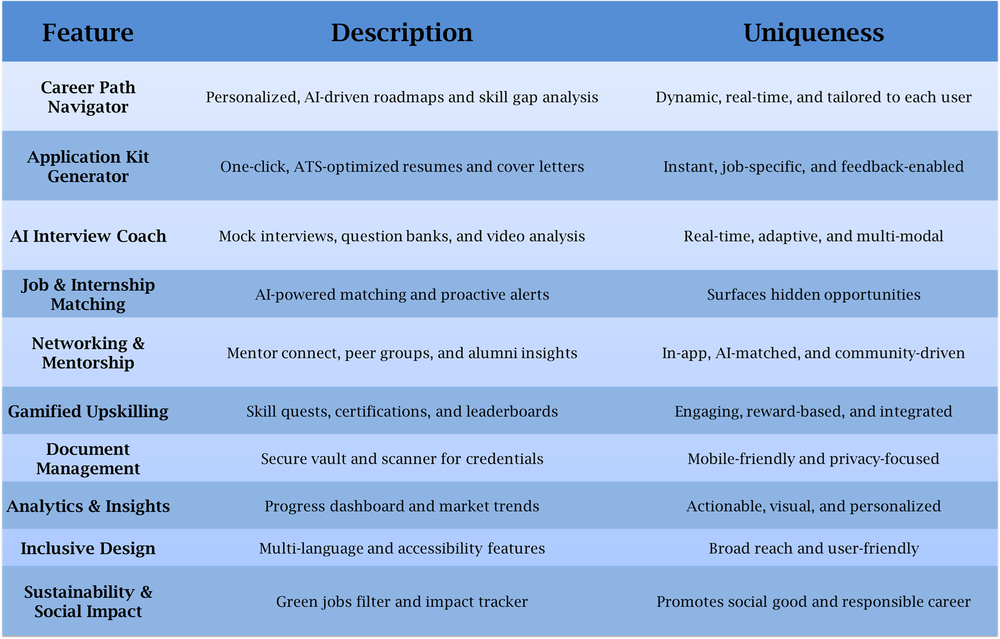 Feature Description Uniqueness
Career Path
Navigator
Personalized, AI-driven roadmaps and skill gap analysis
Dynamic, real-time, and tailored to each user
Application Kit
Generator
One-click, ATS-optimized resumes and cover letters
Instant, job-specific, and feedback-enabled
AI Interview Coach
Mock interviews, question banks, and video analysis
Real-time, adaptive, and multi-modal
Job & Internship
Matching
AI-powered matching and proactive alerts
Surfaces hidden opportunities
Networking &
Mentorship
Mentor connect, peer groups, and alumni insights
In-app, AI-matched, and community-driven
Gamified Upskilling
Skill quests, certifications, and leaderboards
Engaging, reward-based, and integrated
Document
Management
Secure vault and scanner for credentials
Mobile-friendly and privacy-focused
Analytics & Insights
Progress dashboard and market trends
Actionable, visual, and personalized
Inclusive Design
Multi-language and accessibility features
Broad reach and user-friendly
Sustainability &
Social Impact
Green jobs filter and impact tracker
Promotes social good and responsible career